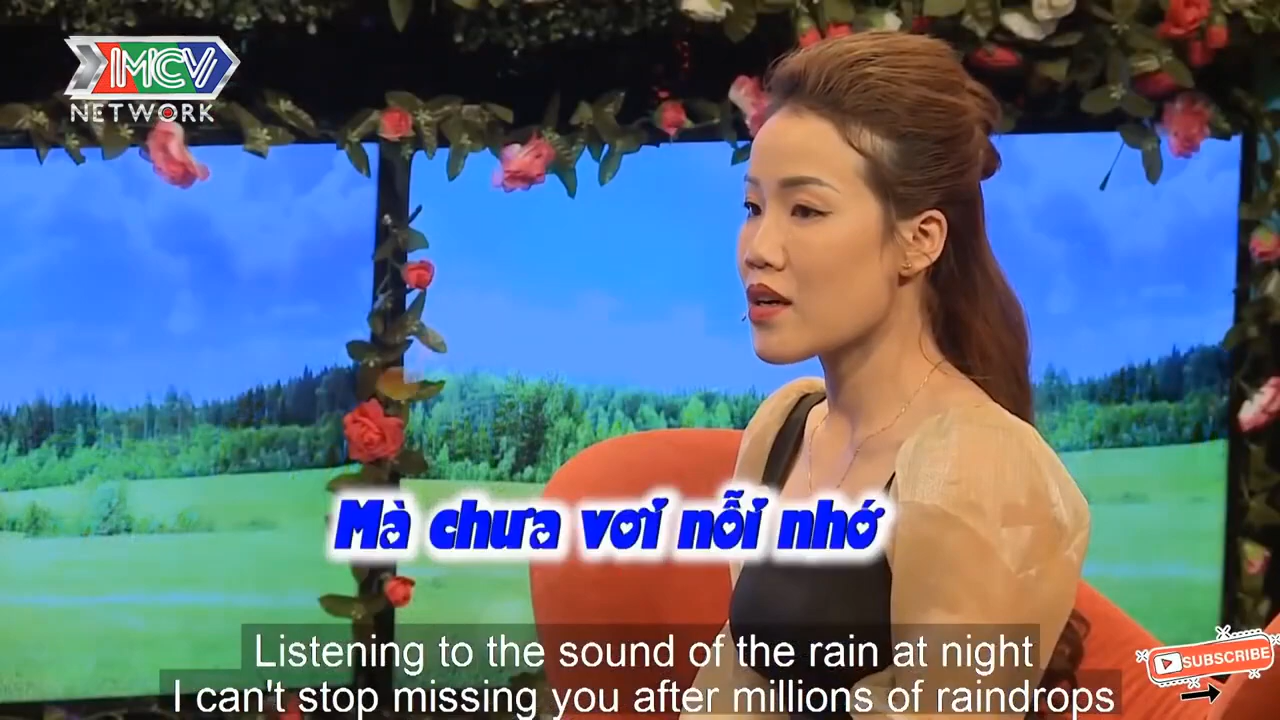 MCV
NETWORK
Mà chưa vơi nỗi nhớ
Listening to the sound of the rain at night
I can't stop missing you after millions of raindrops
SUBSCRIBE